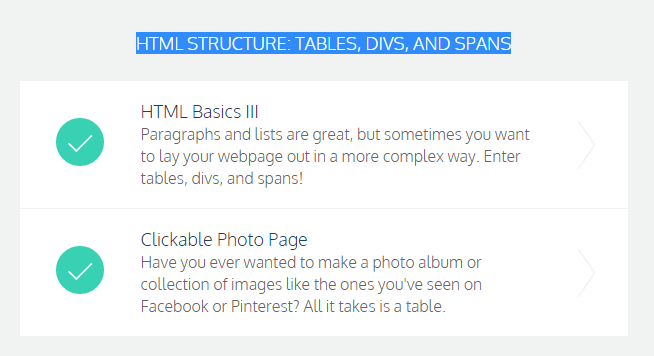 HTML STRUCTURE: TABLES, DIVS, AND SPANS
HTML Basics III
Paragraphs and lists are great, but sometimes you want
to lay your webpage out in a more complex way. Enter
tables, divs, and spans!
Clickable Photo Page
Have you ever wanted to make a photo album or
collection of images like the ones you've seen on
Facebook or Pinterest? All it takes is a table.